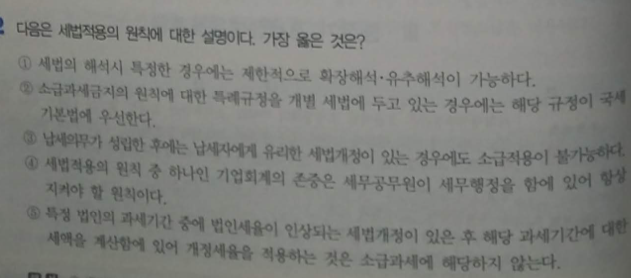 2 다음은 세법적용의 원칙에 대한 설명이다. 가장 옳은 것은?
① 세법의 해석시 특정한 경우에는 제한적으로 확장해석·유추해석이 가능하다.
② 소급과세금지의 원칙에 대한 특례규정을 개별 세법에 두고 있는 경우에는 해당 규정이 국세
기본법에 우선한다.
③ 납세의무가 성립한 후에는 납세자에게 유리한 세법개정이 있는 경우에도 소급적용이 불가능하다.
④ 세법적용의 원칙 중 하나인 기업회계의 존중은 세무공무원이 세무행정을 함에 있어 항상
지켜야 할 원칙이다.
⑤ 특정 법인의 과세기간 중에 법인세율이 인상되는 세법개정이 있은 후 해당 과세기간에 대한
세액을 계산함에 있어 개정세율을 적용하는 것은 소급과세에 해당하지 않는다.